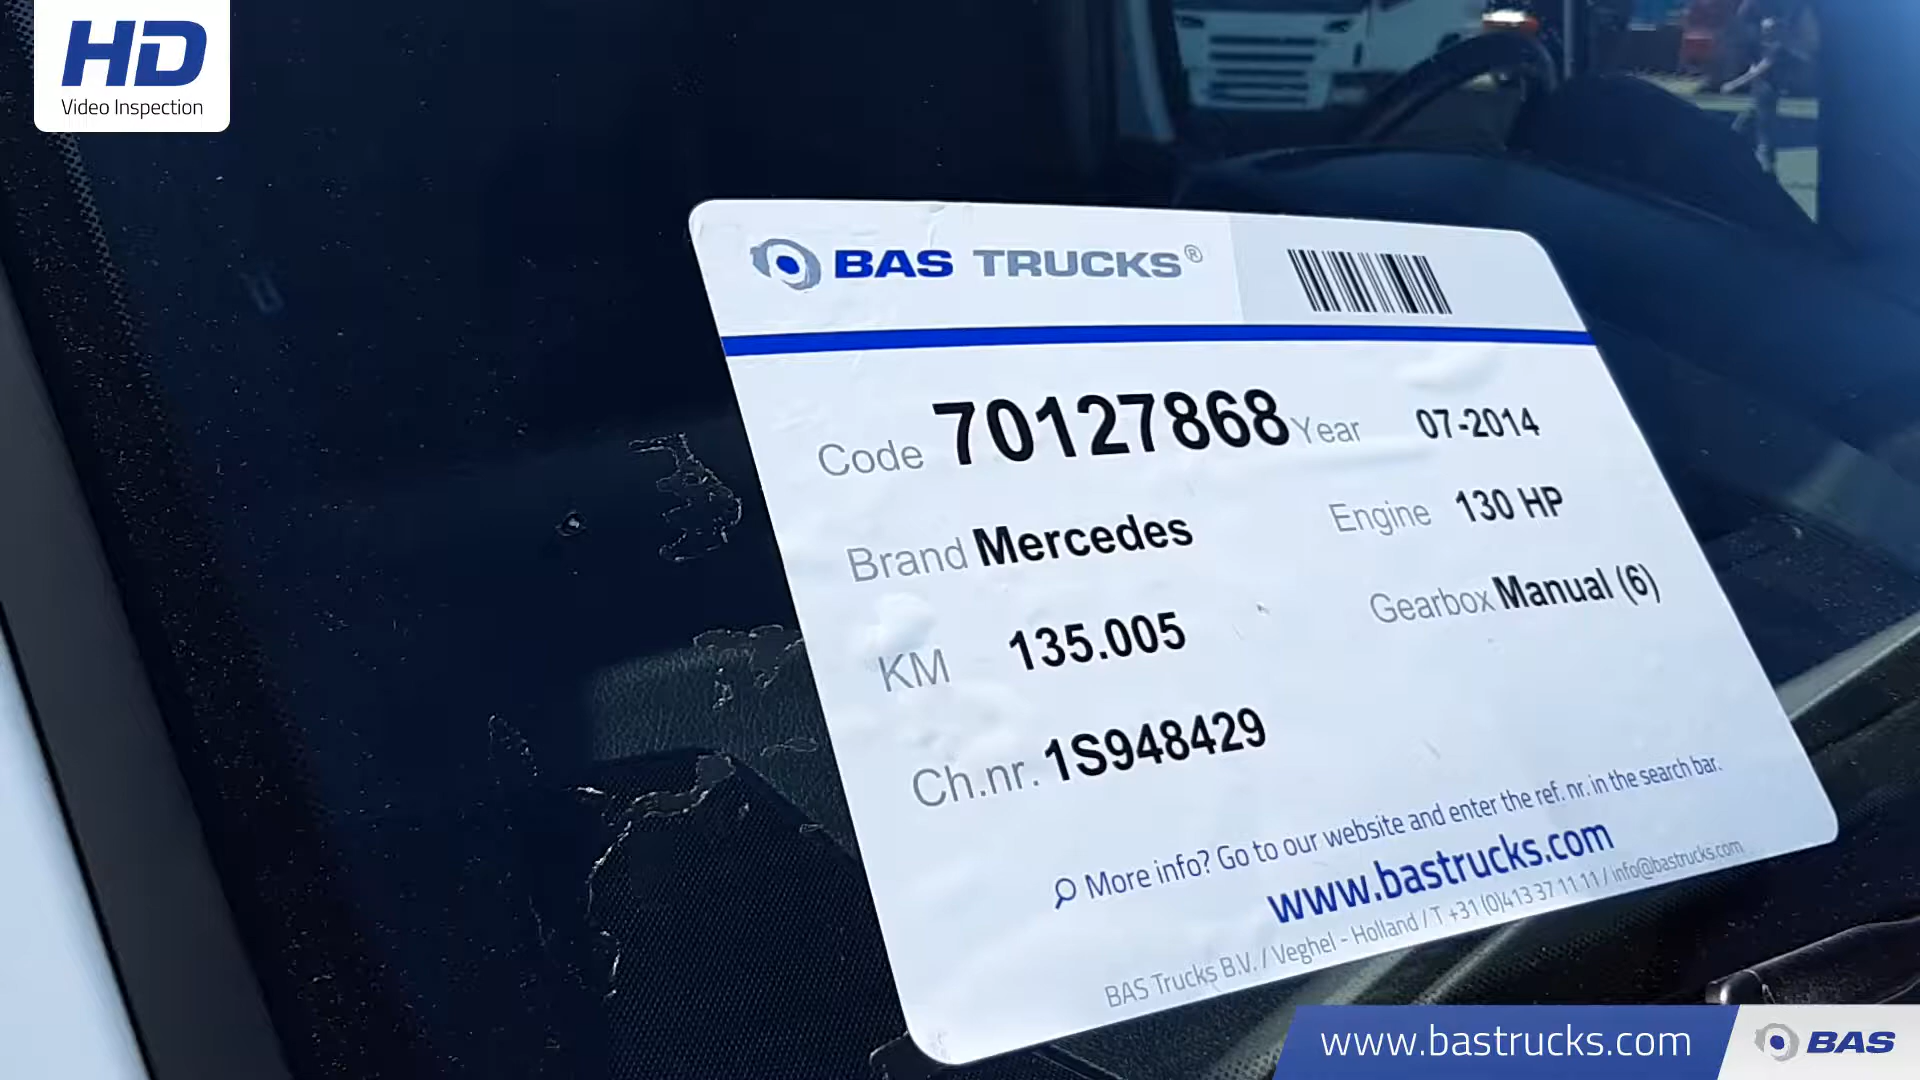 HD
Video Inspection
BAS TRUCKS®
Code 70127868 Year 07-2014
Brand Mercedes Engine 130 HP
KM 135.005 Gearbox Manual (6)
Ch.nr. 1S948429
More info? Go to our website and enter the ref. nr. in the search bar.
www.bastrucks.com
BAS Trucks B.V. / Veghel - Holland / T +31 (0)413 37 11 11 / info@bastrucks.com
www.bastrucks.com BAS